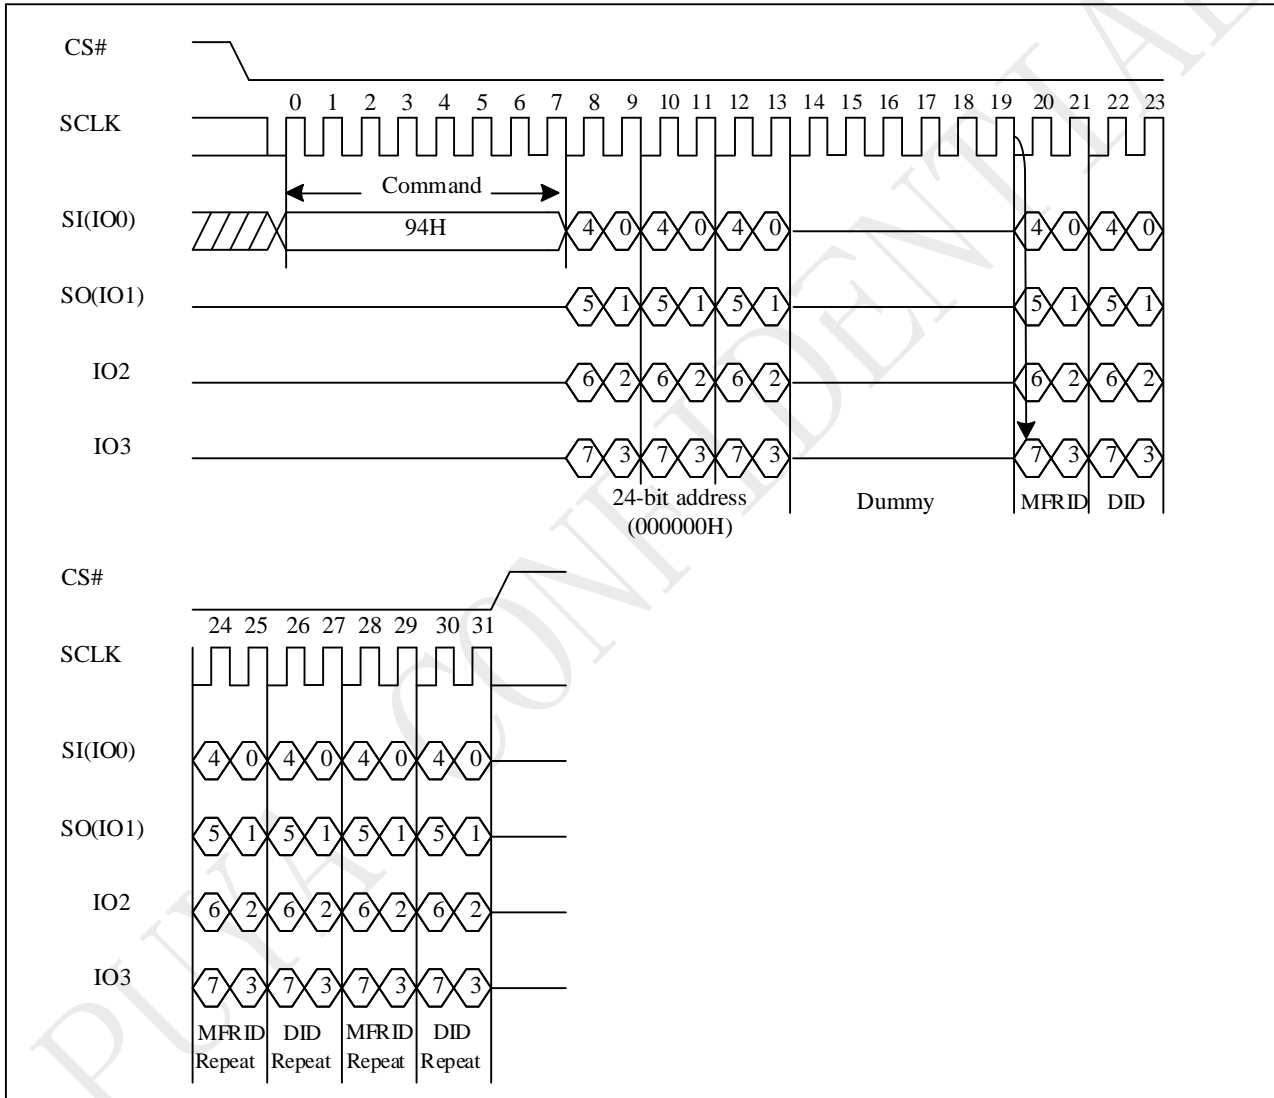 CS#
0 1 2 3 4 5 6 7 8 9 10 11 12 13 14 15 16 17 18 19 20 21 22 23
SCLK
Command
SI(IO0) 94H 4 0 4 0 4 0 4 0 4 0
SO(IO1) 5 1 5 1 5 1 5 1 5 1
IO2 6 2 6 2 6 2 6 2 6 2
IO3 7 3 7 3 7 3 7 3 7 3
24-bit address Dummy MFRID DID
(000000H)
CS#
24 25 26 27 28 29 30 31
SCLK
SI(IO0) 4 0 4 0 4 0 4 0
SO(IO1) 5 1 5 1 5 1 5 1
IO2 6 2 6 2 6 2 6 2
IO3 7 3 7 3 7 3 7 3
MFRID DID MFRID DID
Repeat Repeat Repeat Repeat
PUYA CONFIDENTIAL